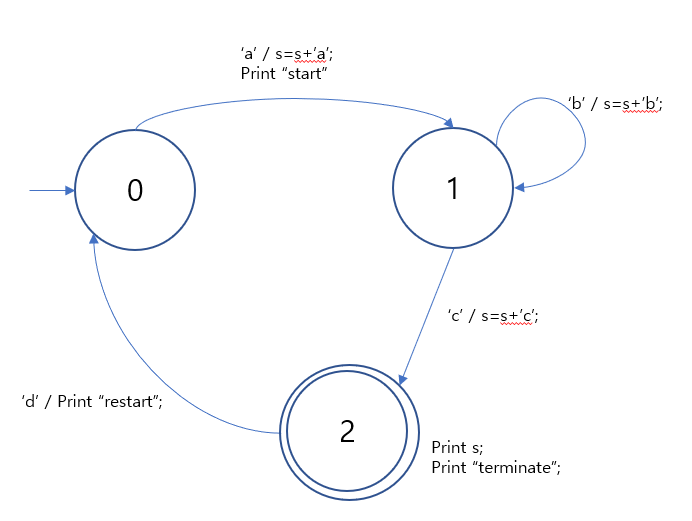 ‘a’ / s=s+’a’;
Print “start”
‘b’ / s=s+’b’;
0
1
‘c’ / s=s+’c’;
‘d’ / Print “restart”;
2
Print s;
Print “terminate”;